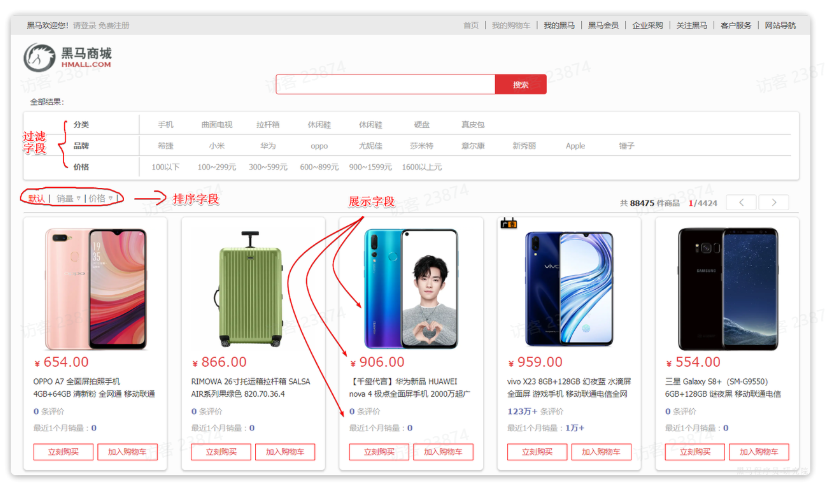 黑马欢迎您! 请登录 免费注册
首页 | 我的购物车 | 我的黑马 | 黑马会员 | 企业采购 | 关注黑马 | 客户服务 | 网站导航
黑马商城
HMALL.COM
搜索
访客 23874
全部结果:
过滤字段
分类 手机 曲面电视 拉杆箱 休闲鞋 休闲鞋 硬盘 真皮包
品牌 希捷 小米 华为 oppo 尤妮佳 莎米特 意尔康 新秀丽 Apple 锤子
价格 100以下 100~299元 300~599元 600~899元 900~1599元 1600以上元
默认 | 销量 | 价格
排序字段
展示字段
共 88475 件商品 1/4424
¥ 654.00
OPPO A7 全面屏拍照手机
4GB+64GB 清新粉 全网通 移动联通
0 条评价
最近1个月销量:0
立刻购买 加入购物车
¥ 866.00
RIMOWA 26寸托运箱拉杆箱 SALSA
AIR系列果绿色 820.70.36.4
0 条评价
最近1个月销量:0
立刻购买 加入购物车
¥ 906.00
【千玺代言】华为新品 HUAWEI
nova 4 极点全面屏手机 2000万超广
0 条评价
最近1个月销量:0
立刻购买 加入购物车
¥ 959.00
vivo X23 8GB+128GB 幻夜蓝 水滴屏
全面屏 游戏手机 移动联通电信全网
123万+ 条评价
最近1个月销量:1万+
立刻购买 加入购物车
¥ 554.00
三星 Galaxy S8+(SM-G9550)
6GB+128GB 谜夜黑 移动联通电信
0 条评价
最近1个月销量:0
立刻购买 加入购物车